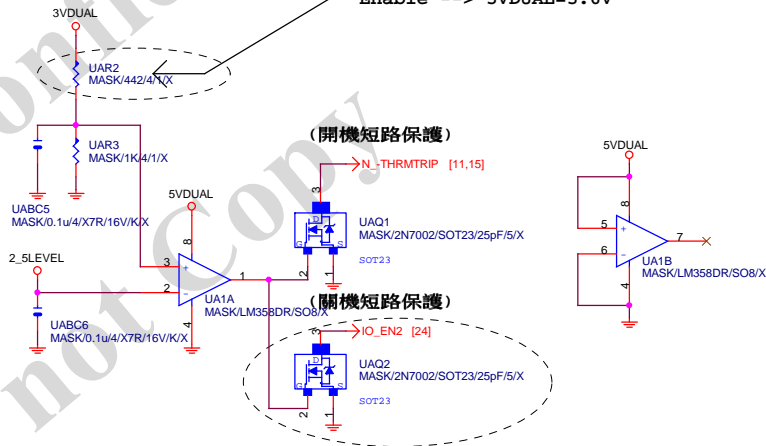 Enable --> 3VDUAL=3.6V
3VDUAL
UAR2
MASK/442/4/1/X
UAR3
MASK/1K/4/1/X
UABC5
MASK/0.1u/4/X7R/16V/K/X
2_5LEVEL
UABC6
MASK/0.1u/4/X7R/16V/K/X
5VDUAL
8
3
+
2
-
1
4
UA1A
MASK/LM358DR/SO8/X
(開機短路保護)
N_-THRMTRIP [11,15]
3
D
G
S
2
1
UAQ1
MASK/2N7002/SOT23/25pF/5/X
SOT23
(關機短路保護)
IO_EN2 [24]
3
D
G
S
2
1
UAQ2
MASK/2N7002/SOT23/25pF/5/X
SOT23
5VDUAL
8
5
+
6
-
7
4
UA1B
MASK/LM358DR/SO8/X
not Copy